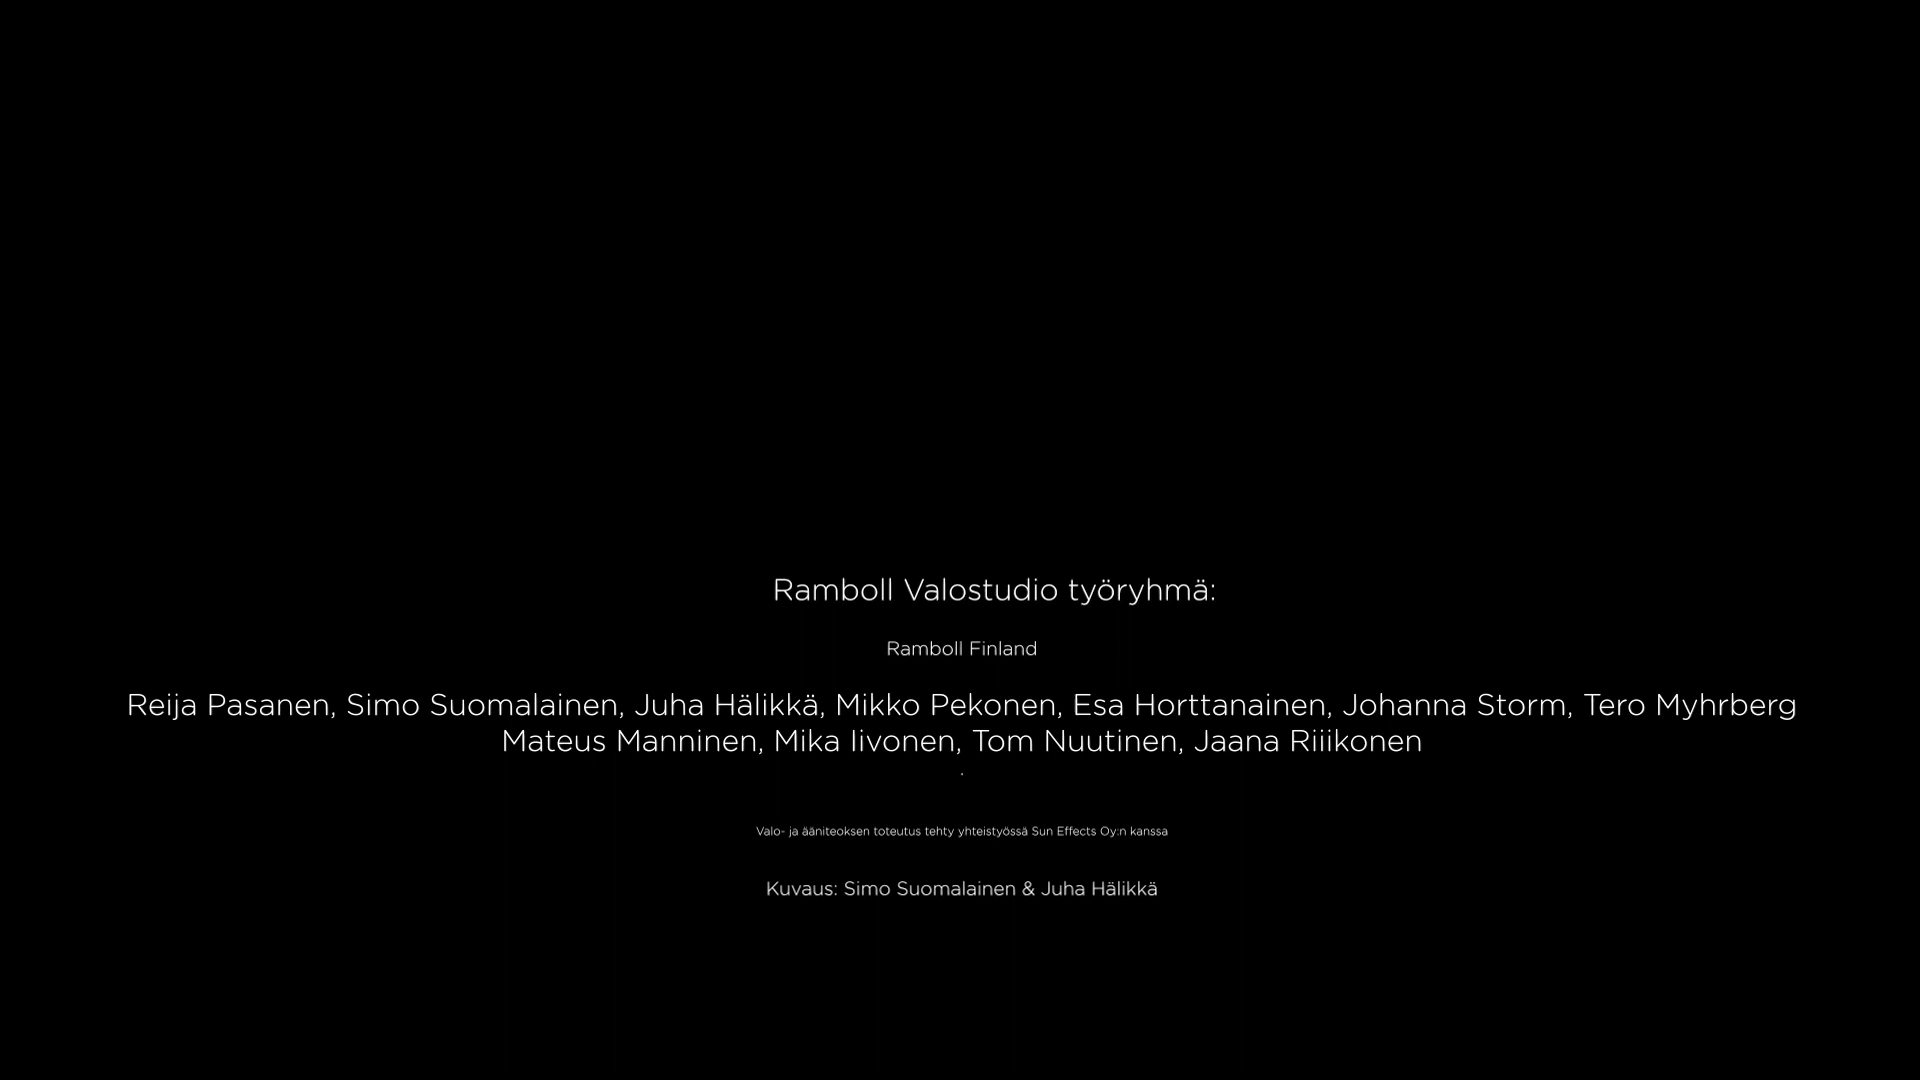 Ramboll Valostudio työryhmä:
Ramboll Finland
Reija Pasanen, Simo Suomalainen, Juha Hälikkä, Mikko Pekonen, Esa Horttanainen, Johanna Storm, Tero Myhrberg
Mateus Manninen, Mika Iivonen, Tom Nuutinen, Jaana Riiikonen
.
Valo- ja ääniteoksen toteutus tehty yhteistyössä Sun Effects Oy:n kanssa
Kuvaus: Simo Suomalainen & Juha Hälikkä